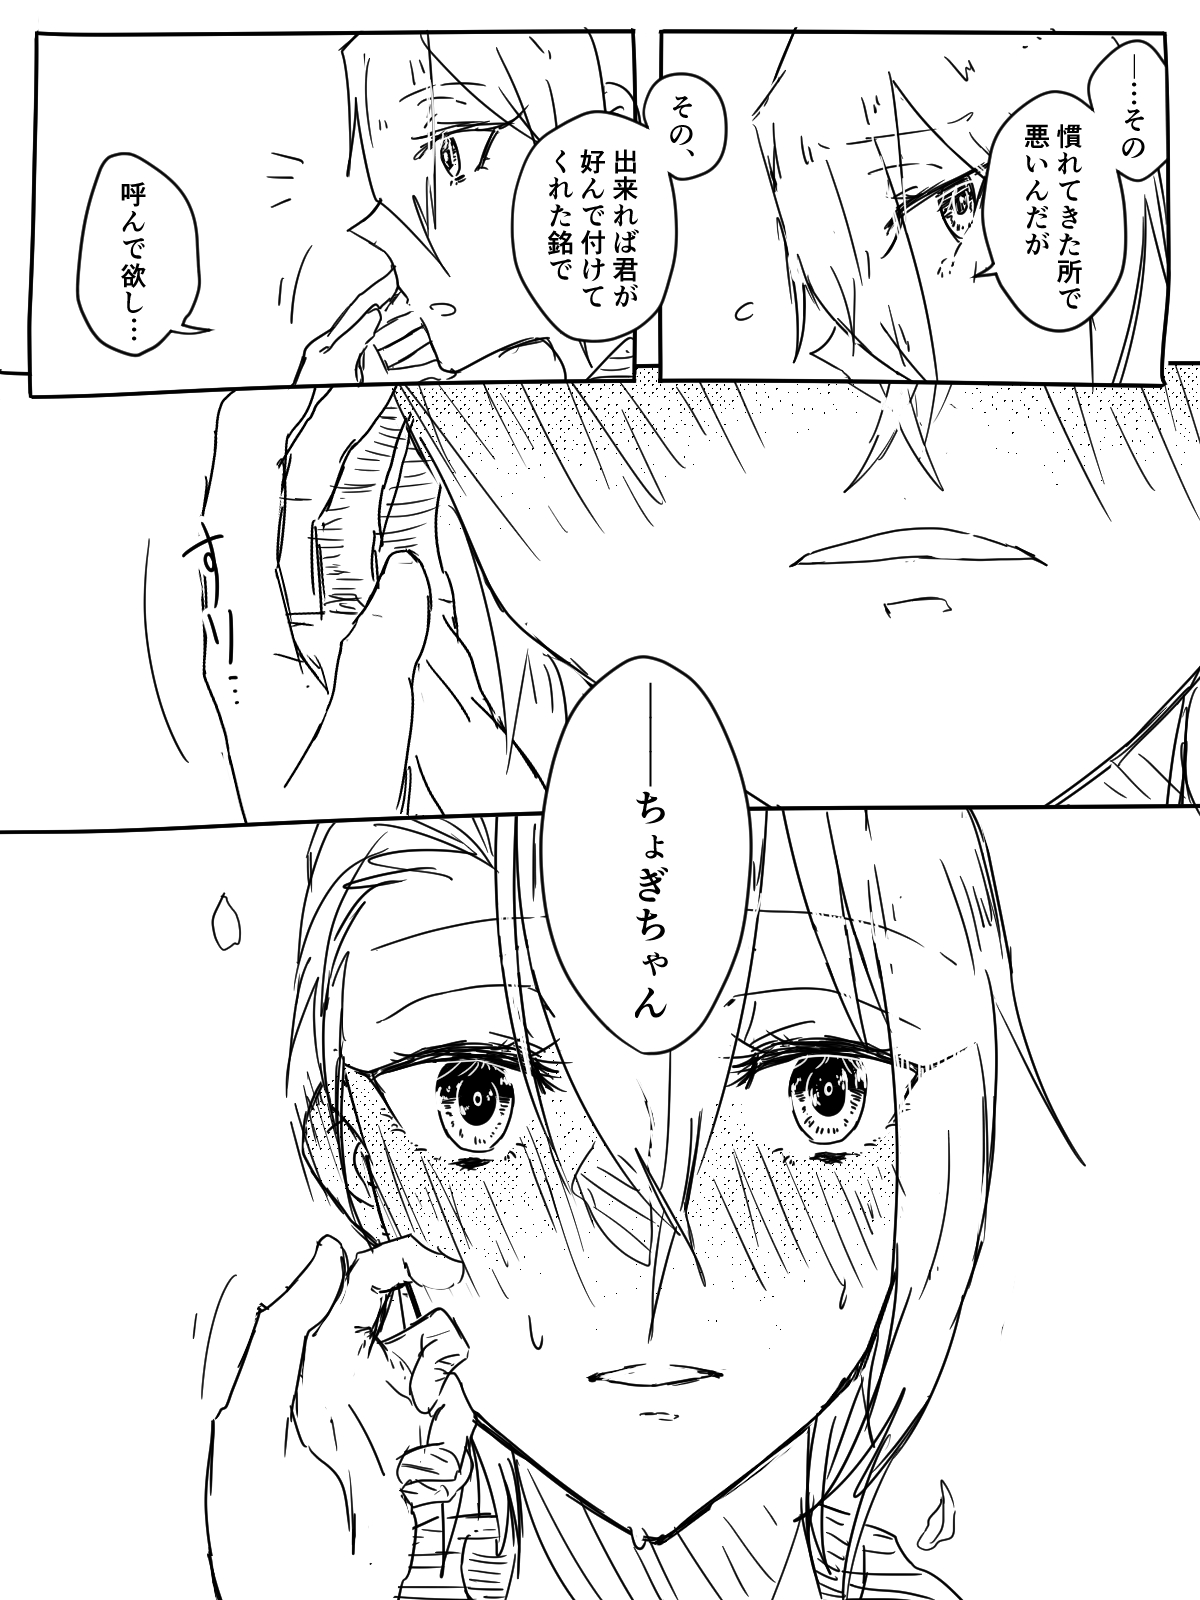 ―…その
慣れてきた所で
悪いんだが
その、
出来れば君が
好んで付けて
くれた銘で
呼んで欲し…
すり…
――ちょぎちゃん